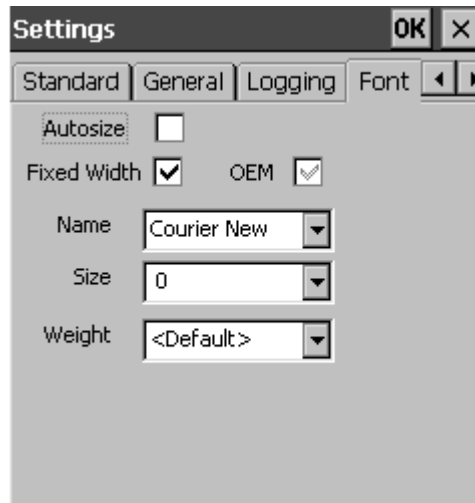 Settings OK ×
Standard General Logging Font
Autosize
Fixed Width OEM
Name Courier New
Size 0
Weight <Default>